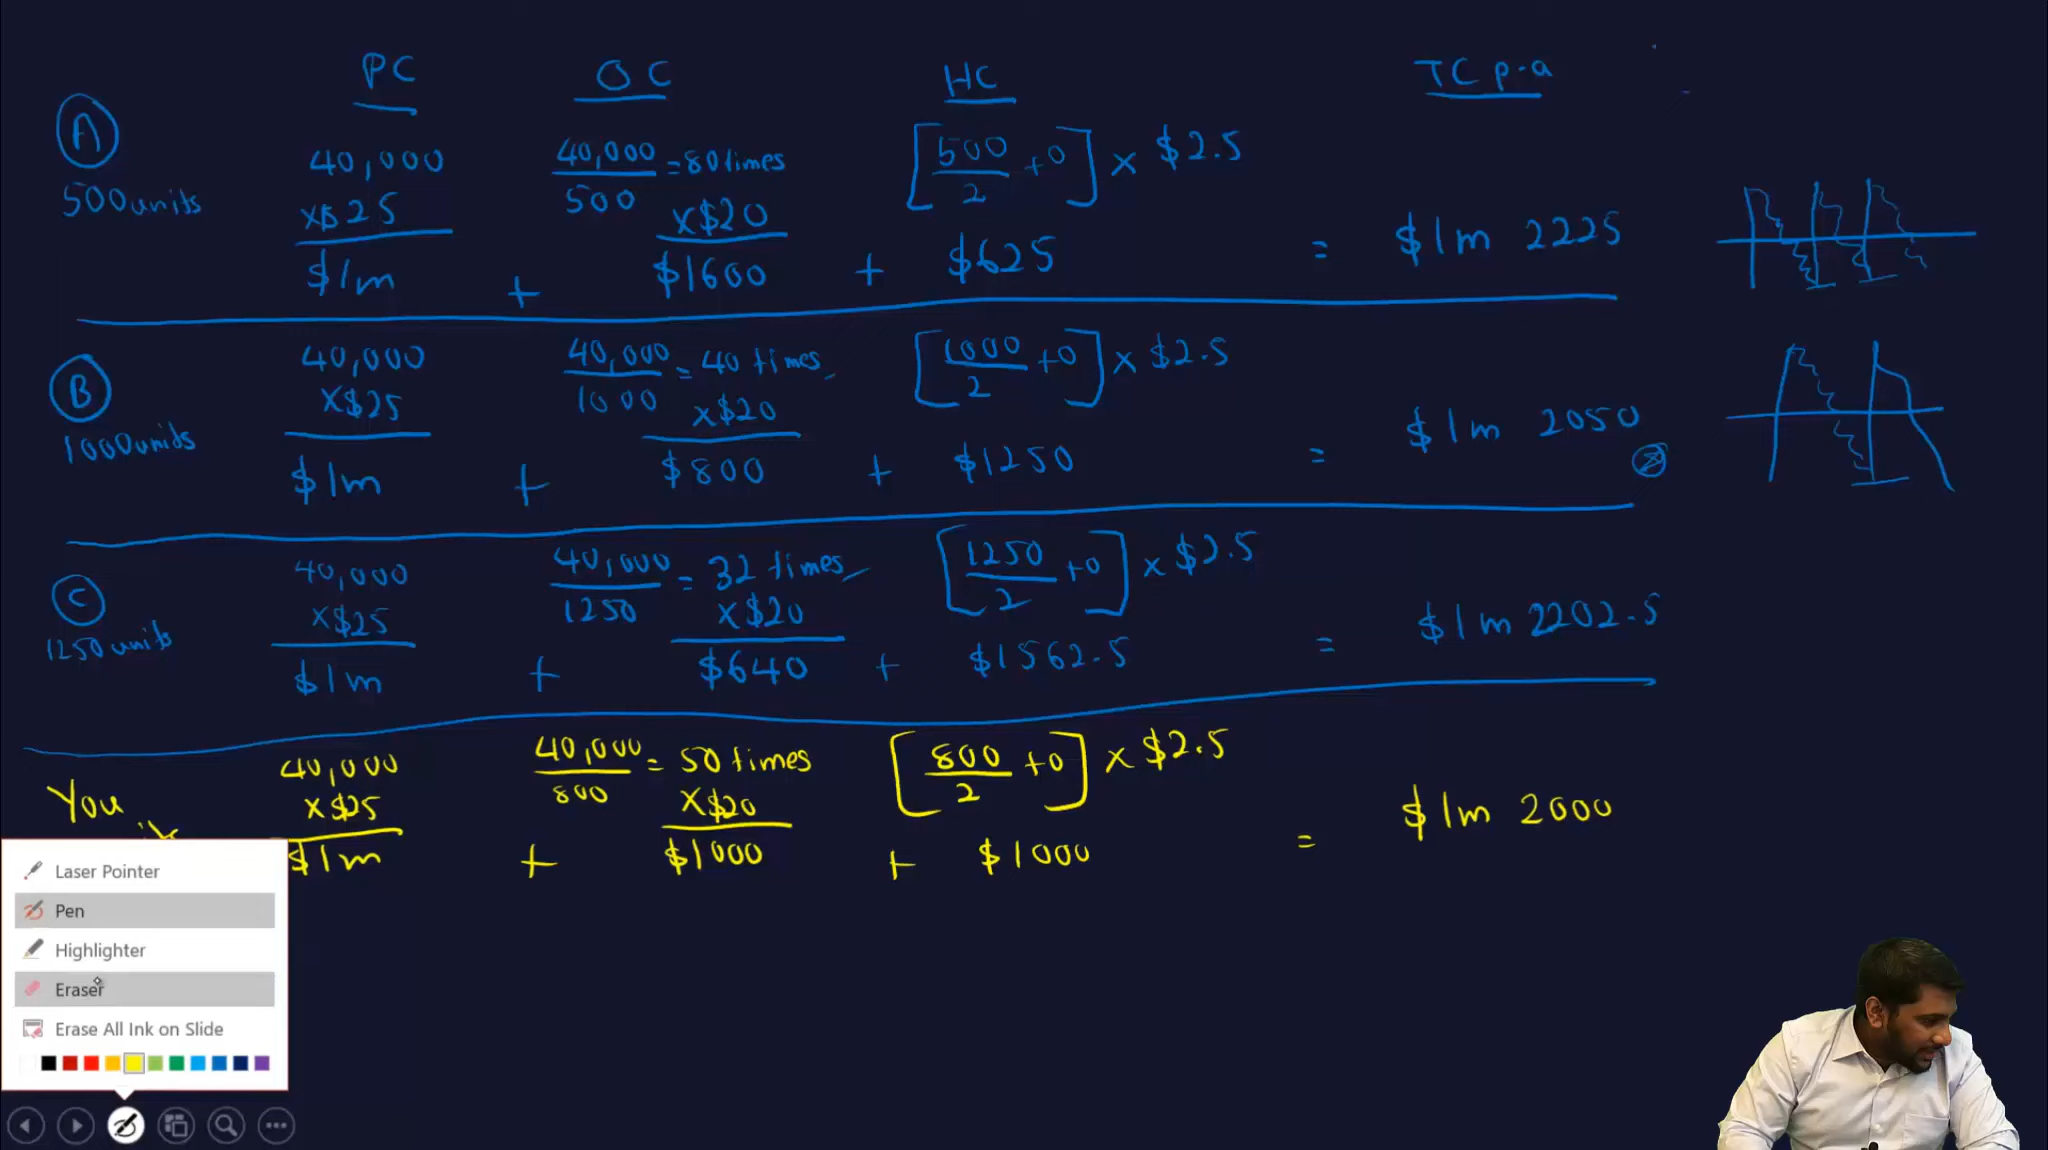 PC OC HC TC p.a
A 40,000 40,000/500 = 80 times [500/2 + 0] x $2.5
500 units x $25 x $20
$1m + $1600 + $625 = $1m 2225
B 40,000 40,000/1000 = 40 times [1000/2 + 0] x $2.5
1000 units x $25 x $20
$1m + $800 + $1250 = $1m 2050
C 40,000 40,000/1250 = 32 times [1250/2 + 0] x $2.5
1250 units x $25 x $20
$1m + $640 + $1562.5 = $1m 2202.5
You 40,000 40,000/800 = 50 times [800/2 + 0] x $2.5
x $25 x $20
$1m + $1000 + $1000 = $1m 2000
Laser Pointer
Pen
Highlighter
Eraser
Erase All Ink on Slide